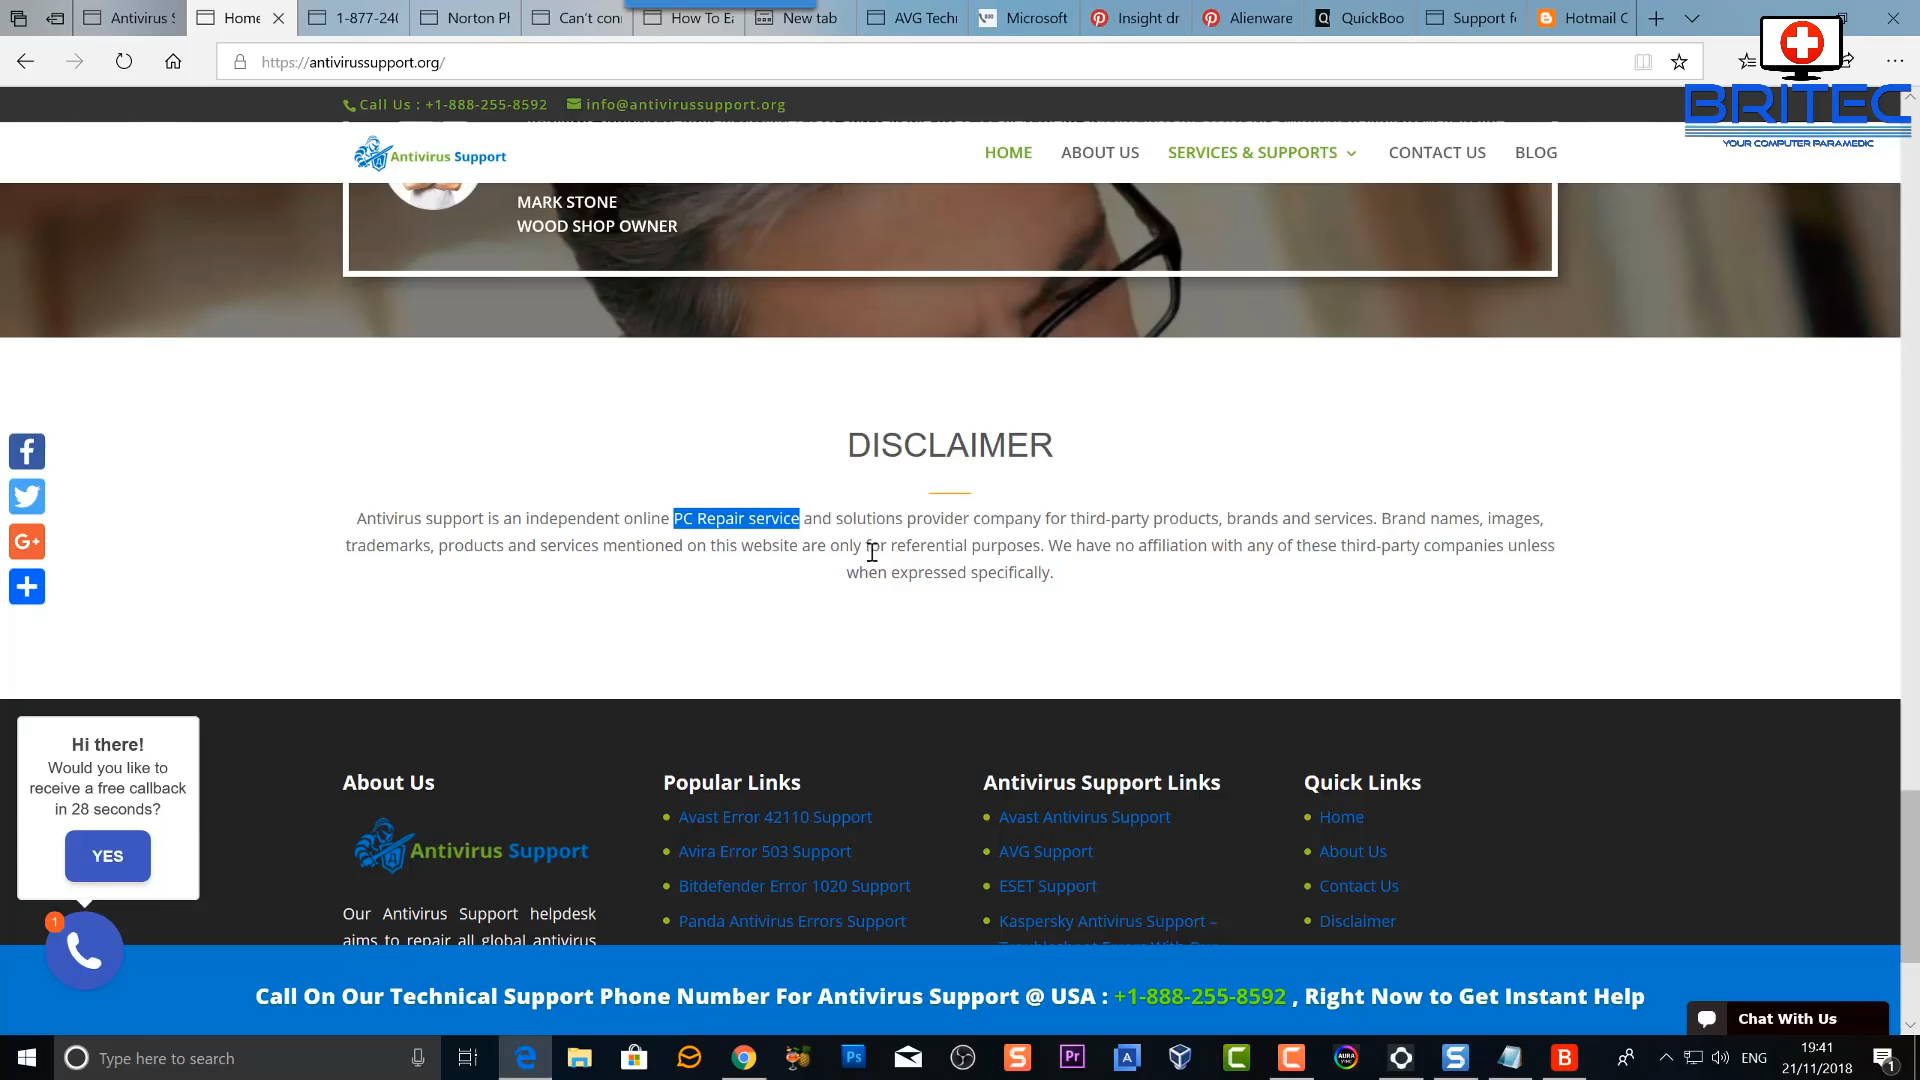 Antivirus S
Home
1-877-240
Norton Ph
Can't con
How To Ea
New tab
AVG Tech
Microsoft
Insight dr
Alienware
QuickBoo
Support fo
Hotmail C
https://antivirussupport.org/
BRITEC
YOUR COMPUTER PARAMEDIC
Call Us : +1-888-255-8592 info@antivirussupport.org
Antivirus Support
HOME ABOUT US SERVICES & SUPPORTS CONTACT US BLOG
MARK STONE
WOOD SHOP OWNER
DISCLAIMER
Antivirus support is an independent online PC Repair service and solutions provider company for third-party products, brands and services. Brand names, images,
trademarks, products and services mentioned on this website are only for referential purposes. We have no affiliation with any of these third-party companies unless
when expressed specifically.
Hi there!
Would you like to
receive a free callback
in 28 seconds?
YES
1
About Us
Antivirus Support
Our Antivirus Support helpdesk
aims to repair all global antivirus
Popular Links
Avast Error 42110 Support
Avira Error 503 Support
Bitdefender Error 1020 Support
Panda Antivirus Errors Support
Antivirus Support Links
Avast Antivirus Support
AVG Support
ESET Support
Kaspersky Antivirus Support –
Quick Links
Home
About Us
Contact Us
Disclaimer
Call On Our Technical Support Phone Number For Antivirus Support @ USA : +1-888-255-8592 , Right Now to Get Instant Help
Chat With Us
Type here to search
ENG
19:41
21/11/2018
1